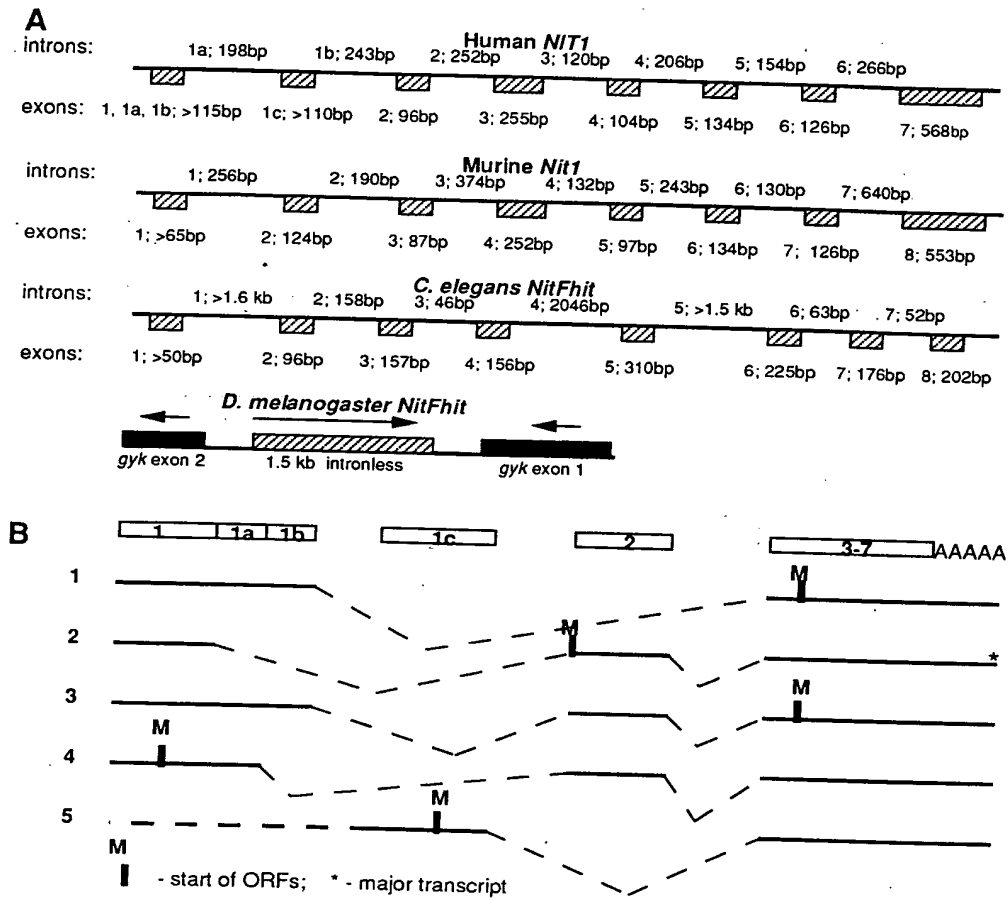 A
Human NIT1
introns: 1a; 198bp 1b; 243bp 2; 252bp 3; 120bp 4; 206bp 5; 154bp 6; 266bp
exons: 1, 1a, 1b; >115bp 1c; >110bp 2; 96bp 3; 255bp 4; 104bp 5; 134bp 6; 126bp 7; 568bp
Murine Nit1
introns: 1; 256bp 2; 190bp 3; 374bp 4; 132bp 5; 243bp 6; 130bp 7; 640bp
exons: 1; >65bp 2; 124bp 3; 87bp 4; 252bp 5; 97bp 6; 134bp 7; 126bp 8; 553bp
C. elegans NitFhit
introns: 1; >1.6 kb 2; 158bp 3; 46bp 4; 2046bp 5; >1.5 kb 6; 63bp 7; 52bp
exons: 1; >50bp 2; 96bp 3; 157bp 4; 156bp 5; 310bp 6; 225bp 7; 176bp 8; 202bp
D. melanogaster NitFhit
gyk exon 2 1.5 kb intronless gyk exon 1
B
1 1a 1b 1c 2 3-7 AAAAA
1 M
2 M *
3 M
4 M
5 M
M - start of ORFs; * - major transcript